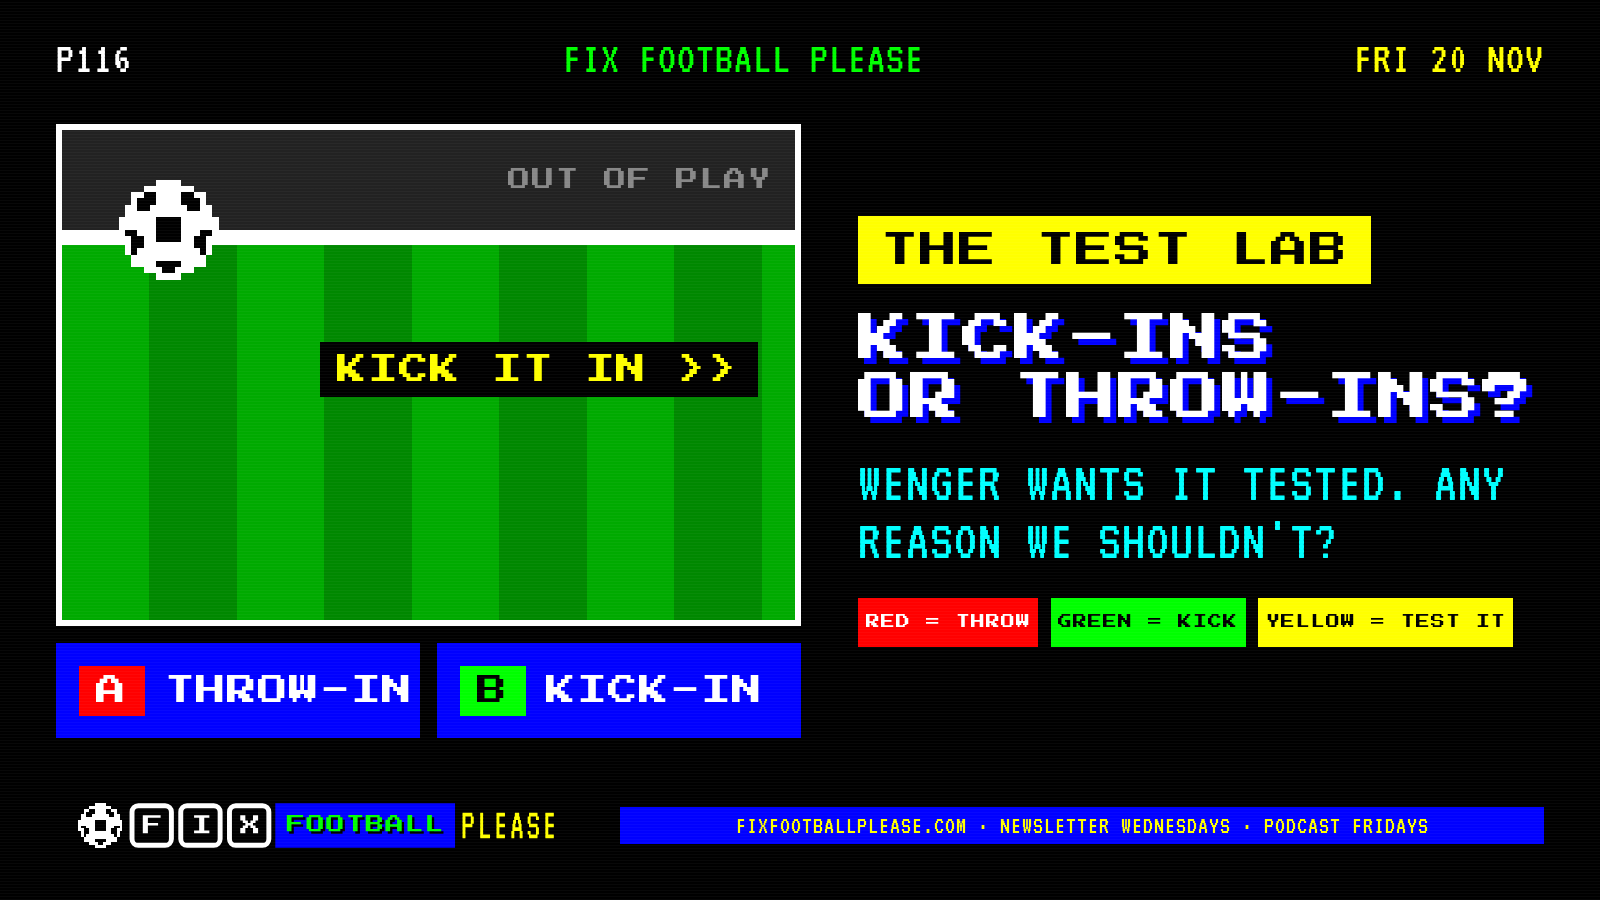 P116
FIX FOOTBALL PLEASE
FRI 20 NOV
OUT OF PLAY
KICK IT IN >>
A THROW-IN
B KICK-IN
THE TEST LAB
KICK-INS
OR THROW-INS?
WENGER WANTS IT TESTED. ANY
REASON WE SHOULDN'T?
RED = THROW
GREEN = KICK
YELLOW = TEST IT
FIX FOOTBALL PLEASE
FIXFOOTBALLPLEASE.COM · NEWSLETTER WEDNESDAYS · PODCAST FRIDAYS